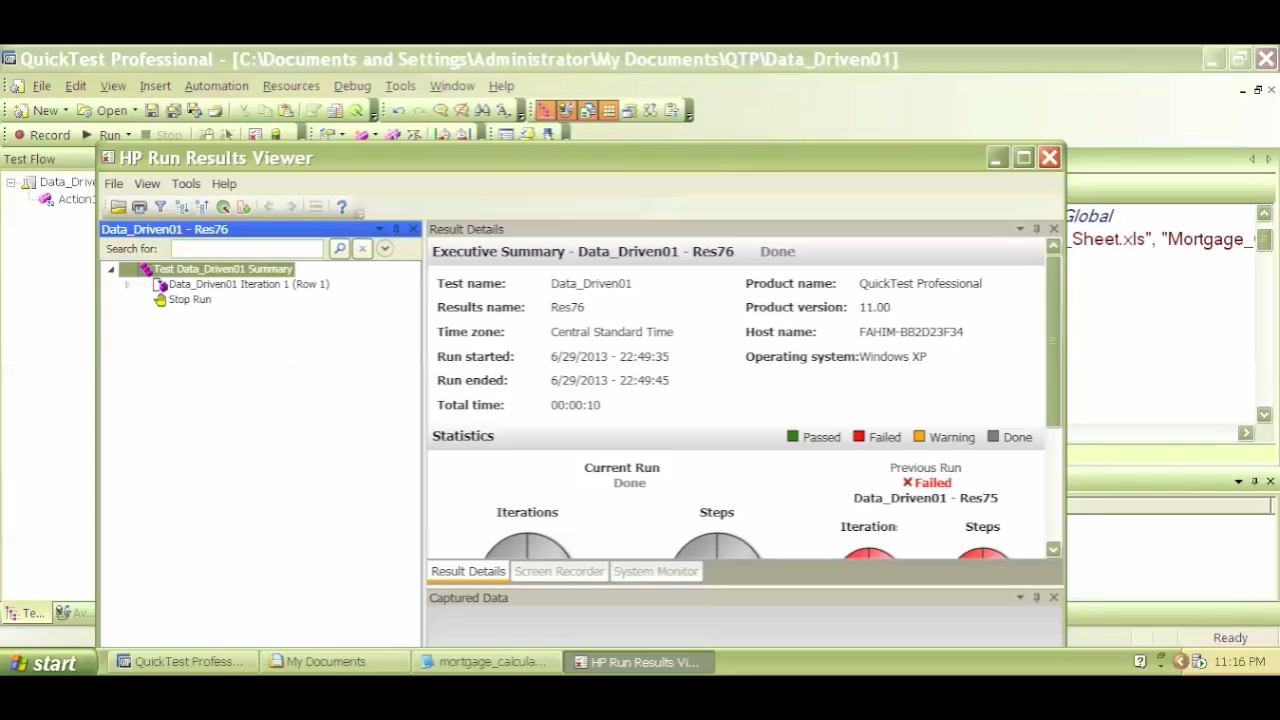 QuickTest Professional - [C:\Documents and Settings\Administrator\My Documents\QTP\Data_Driven01]
File Edit View Insert Automation Resources Debug Tools Window Help
New Open
Record Run Stop
Test Flow
Data_Drive
Action1
HP Run Results Viewer
File View Tools Help
Data_Driven01 - Res76
Search for:
Test Data_Driven01 Summary
Data_Driven01 Iteration 1 (Row 1)
Stop Run
Result Details
Executive Summary - Data_Driven01 - Res76 Done
Test name: Data_Driven01 Product name: QuickTest Professional
Results name: Res76 Product version: 11.00
Time zone: Central Standard Time Host name: FAHIM-BB2D23F34
Run started: 6/29/2013 - 22:49:35 Operating system: Windows XP
Run ended: 6/29/2013 - 22:49:45
Total time: 00:00:10
Statistics Passed Failed Warning Done
Current Run
Done
Previous Run
Failed
Data_Driven01 - Res75
Iterations Steps
Iteration: Steps
Result Details Screen Recorder System Monitor
Captured Data
Global
_Sheet.xls", "Mortgage_
Te... Av...
Ready
start QuickTest Profess... My Documents mortgage_calcula... HP Run Results Vi... 11:16 PM